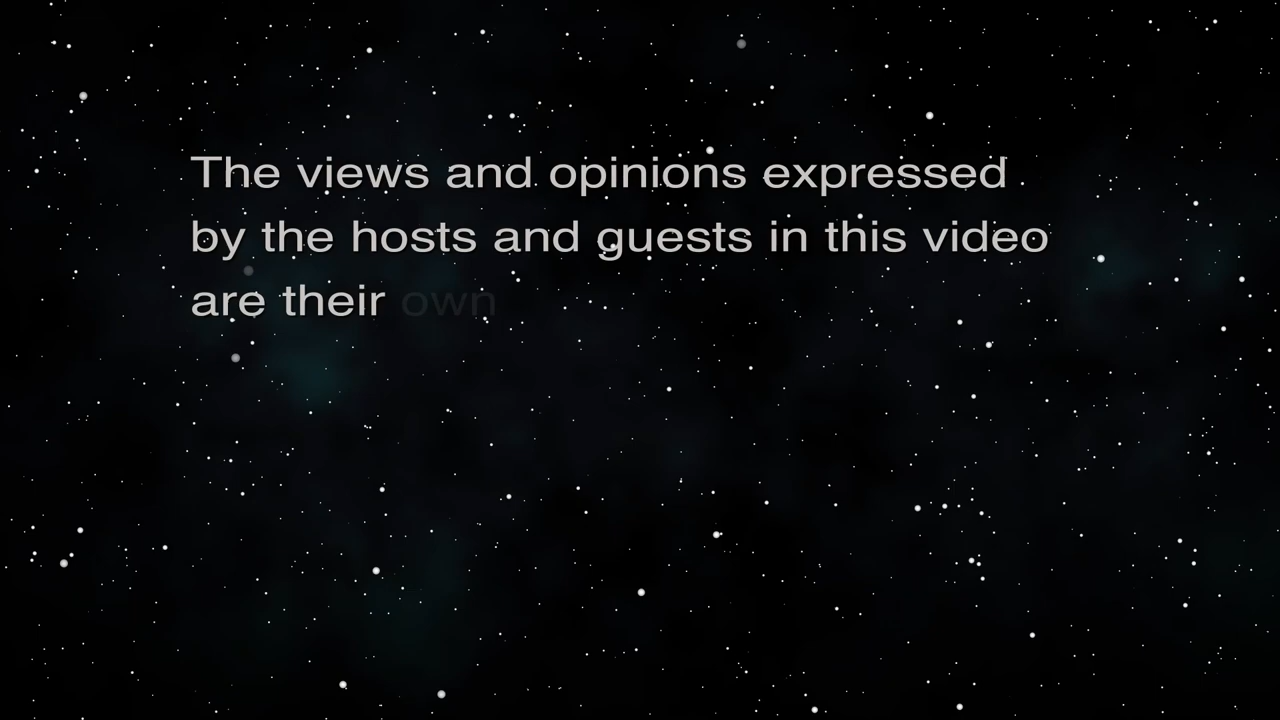 The views and opinions expressed
by the hosts and guests in this video
are their own